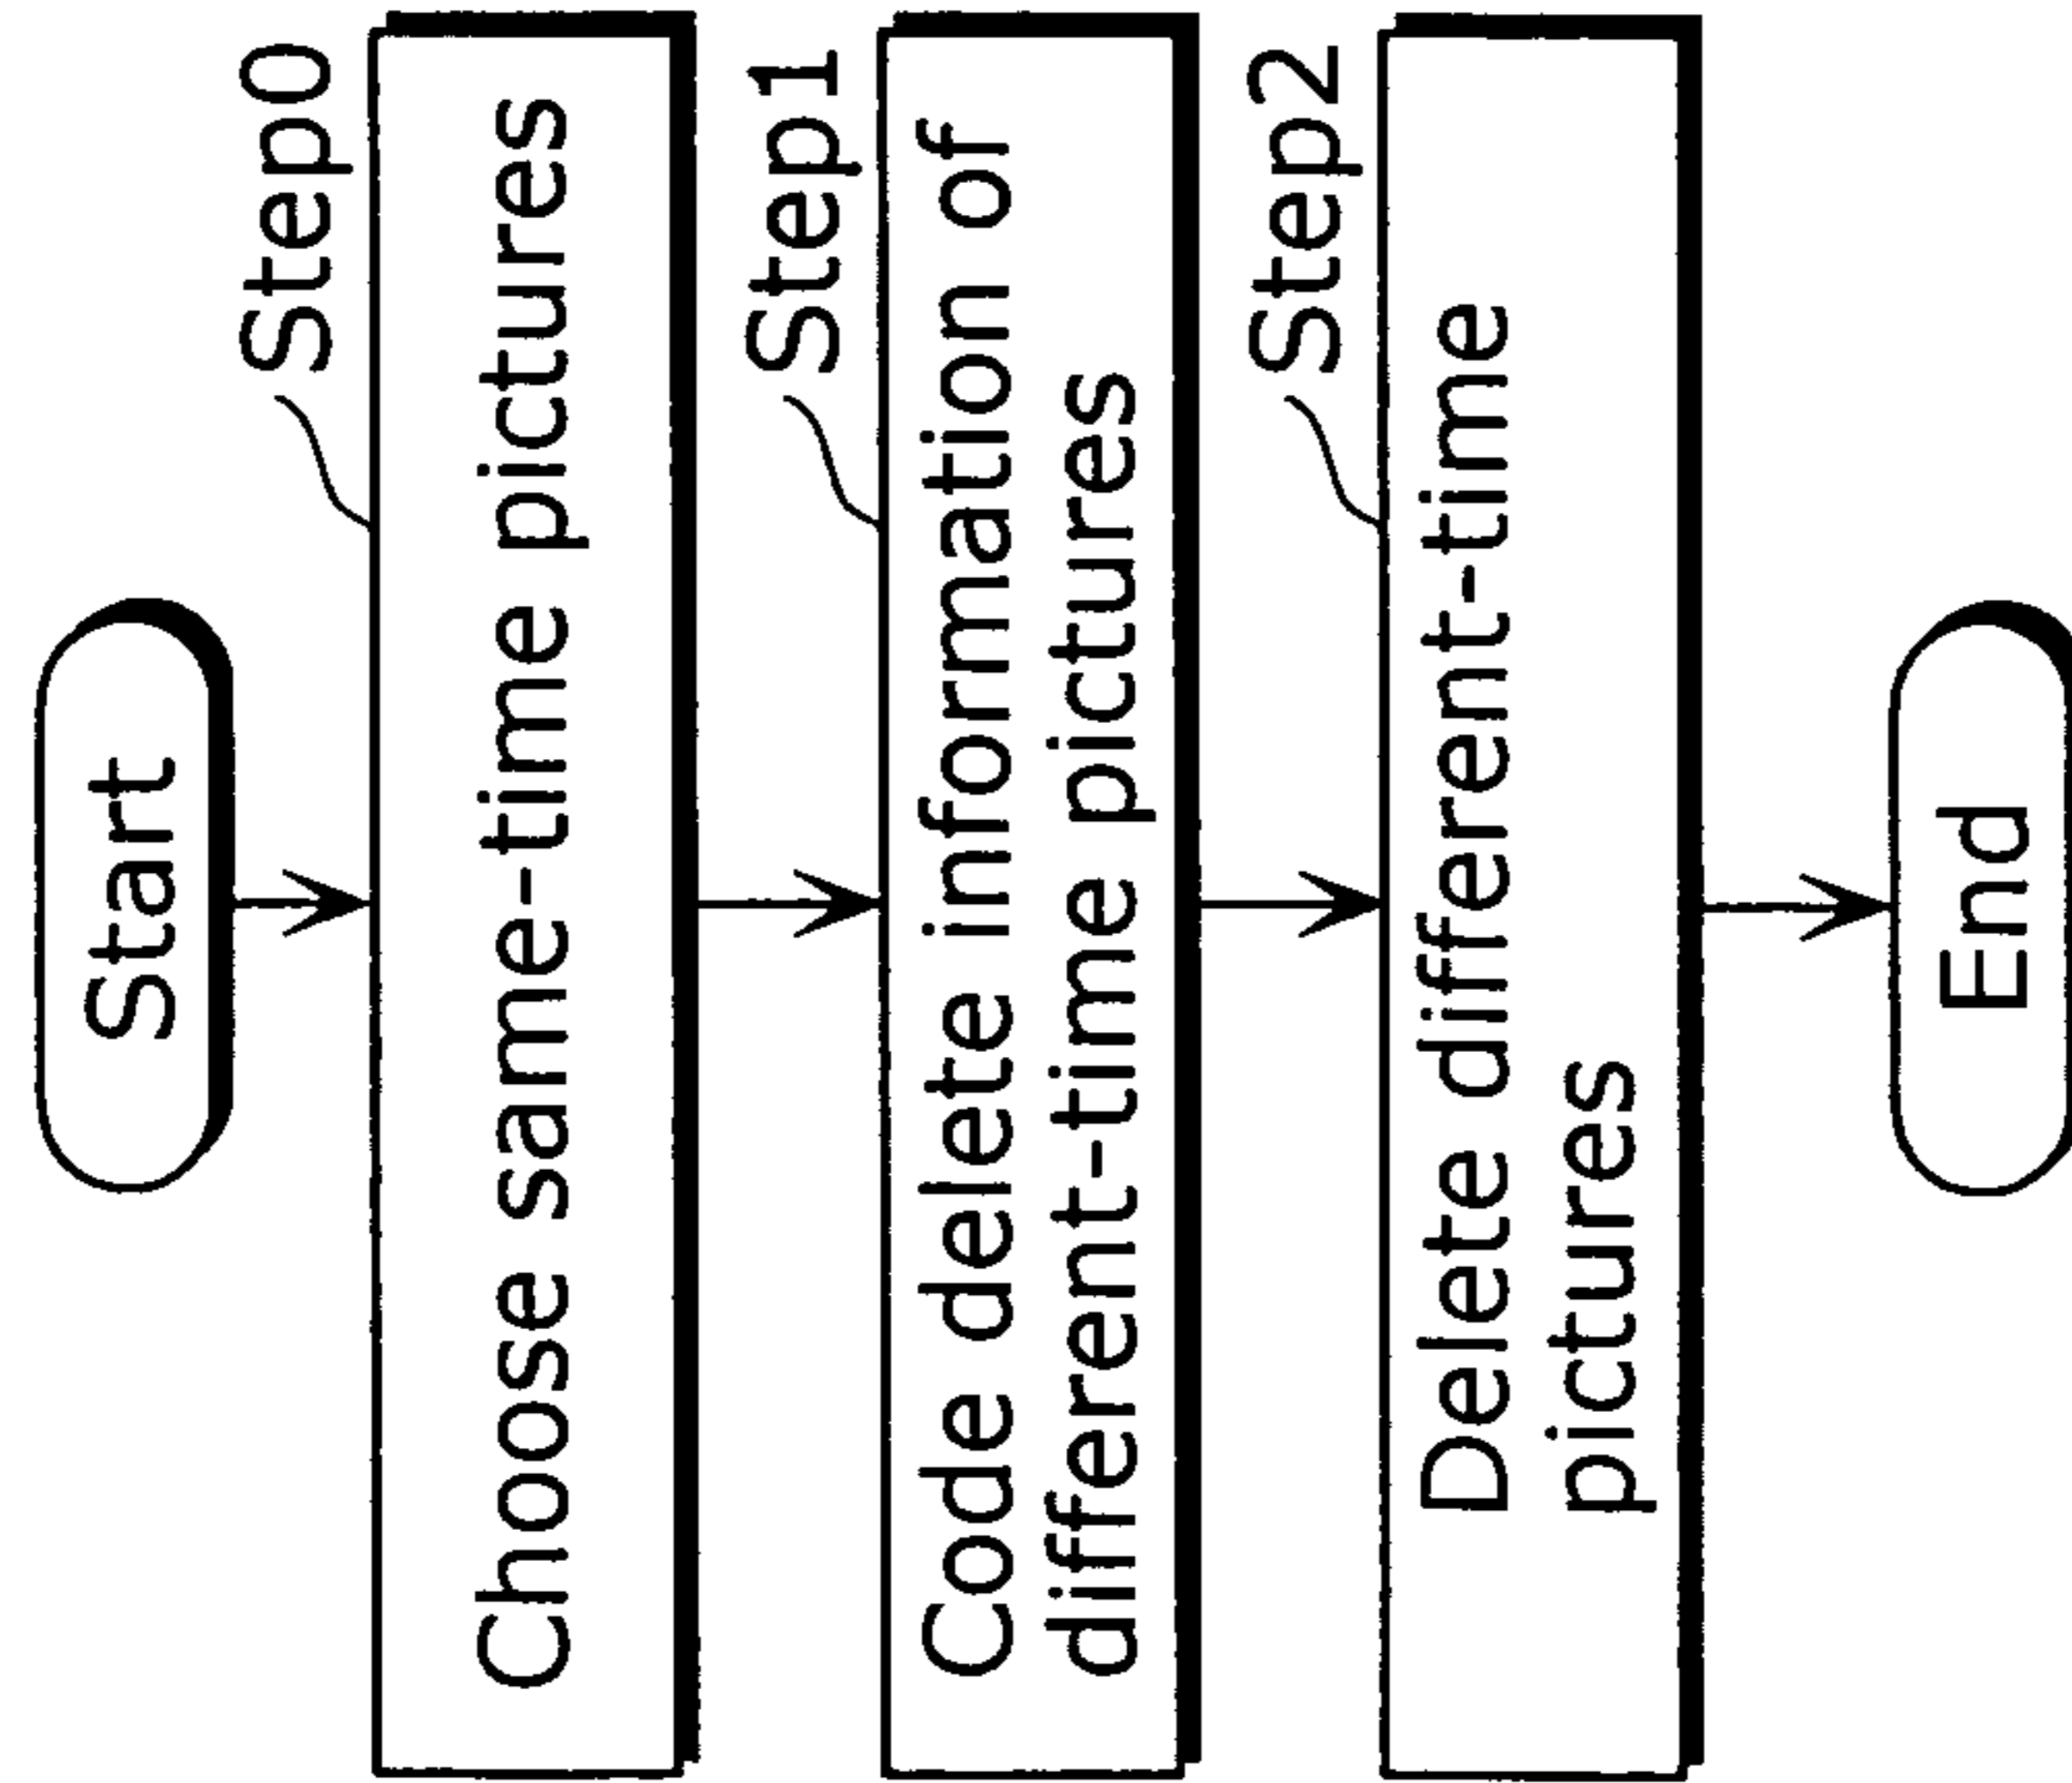 Start
Step0
Choose same-time pictures
Step1
Code delete information of
different-time pictures
Step2
Delete different-time
pictures
End